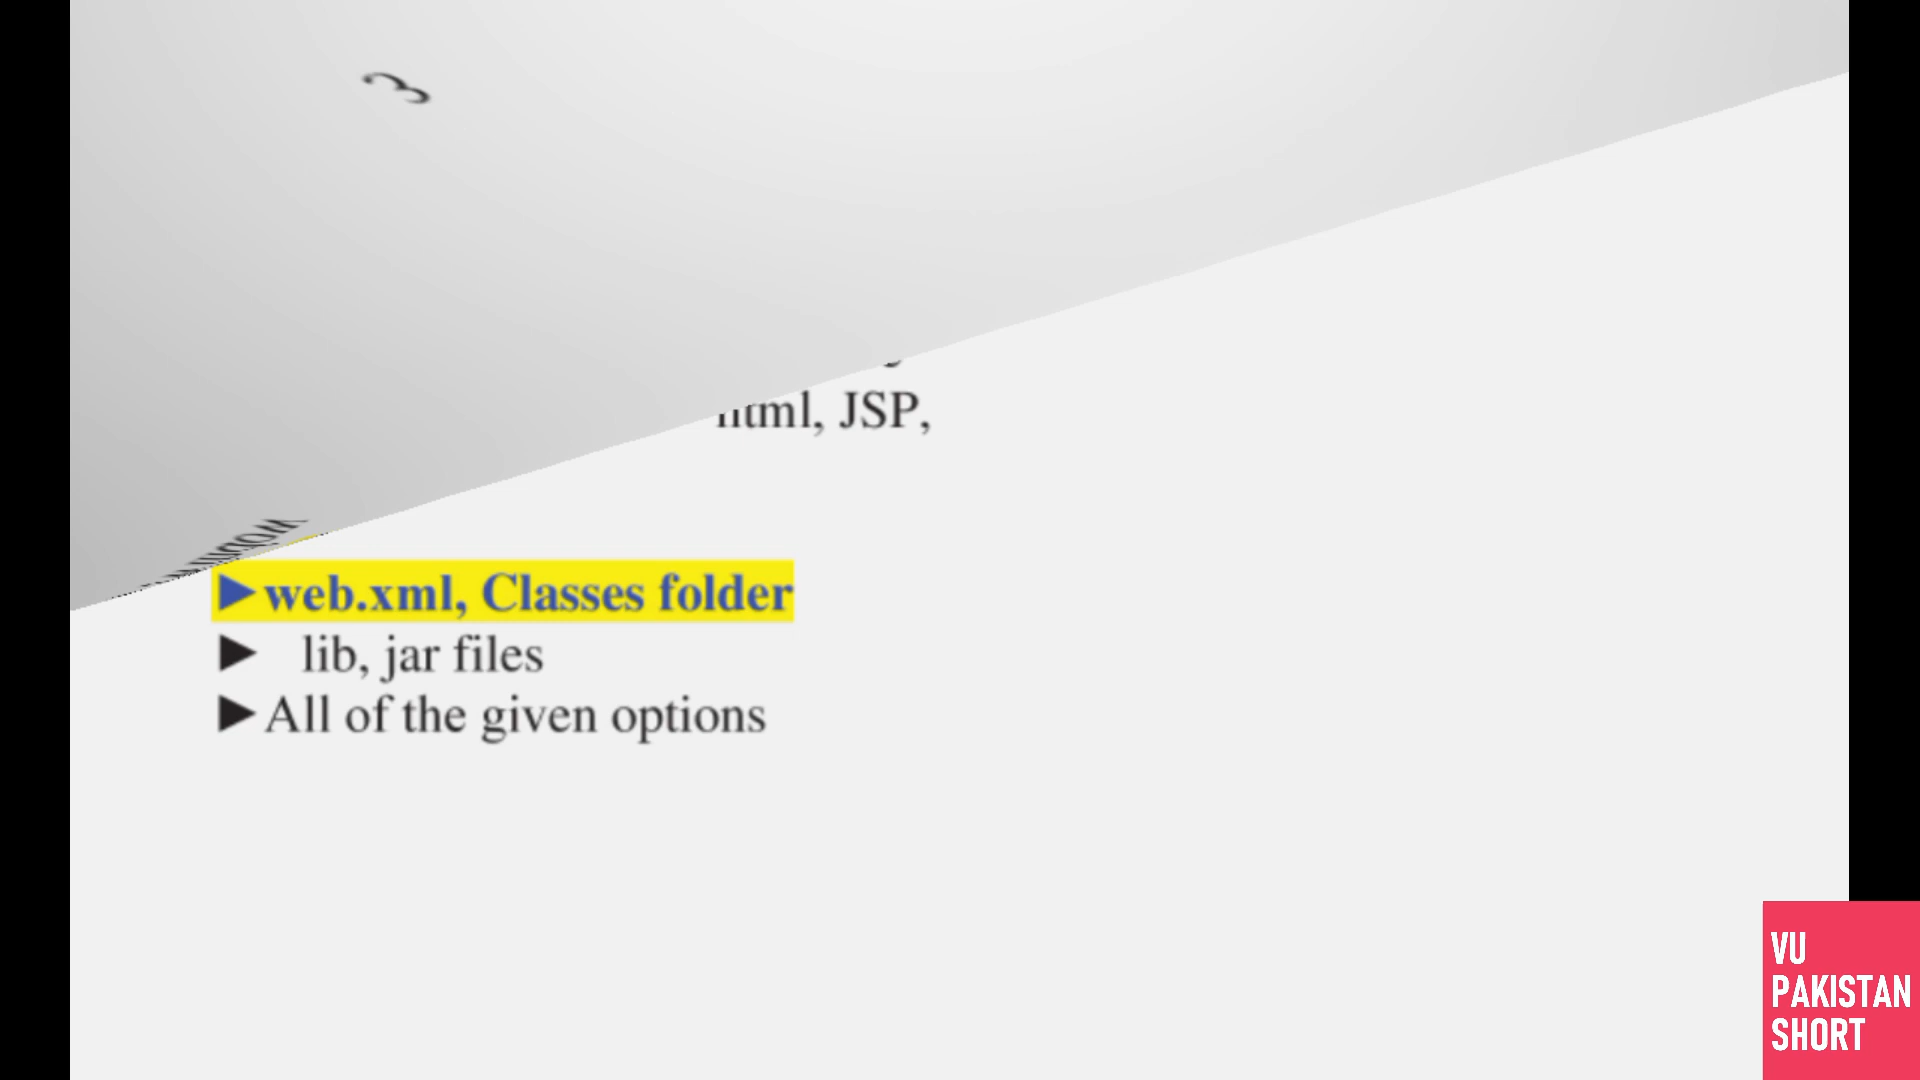 3
html, JSP,
►web.xml, Classes folder
► lib, jar files
►All of the given options
VU
PAKISTAN
SHORT